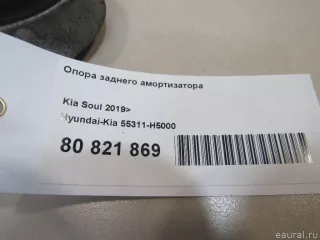 Опора заднего амортизатора
Kia Soul 2019>
Hyundai-Kia 55311-H5000
80 821 869
eaural.ru